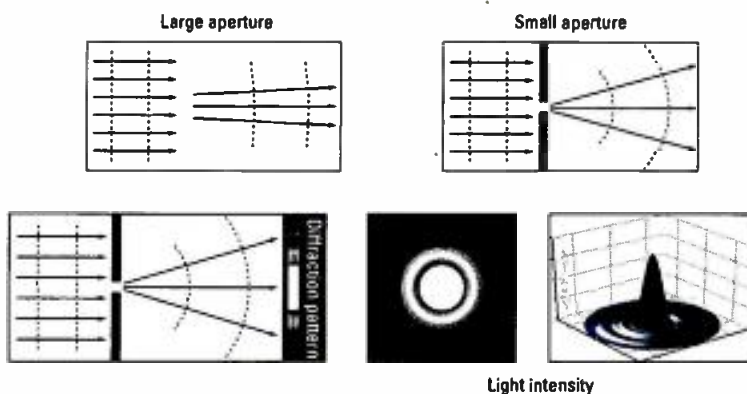 Large aperture
Small aperture
Diffraction pattern
Light intensity